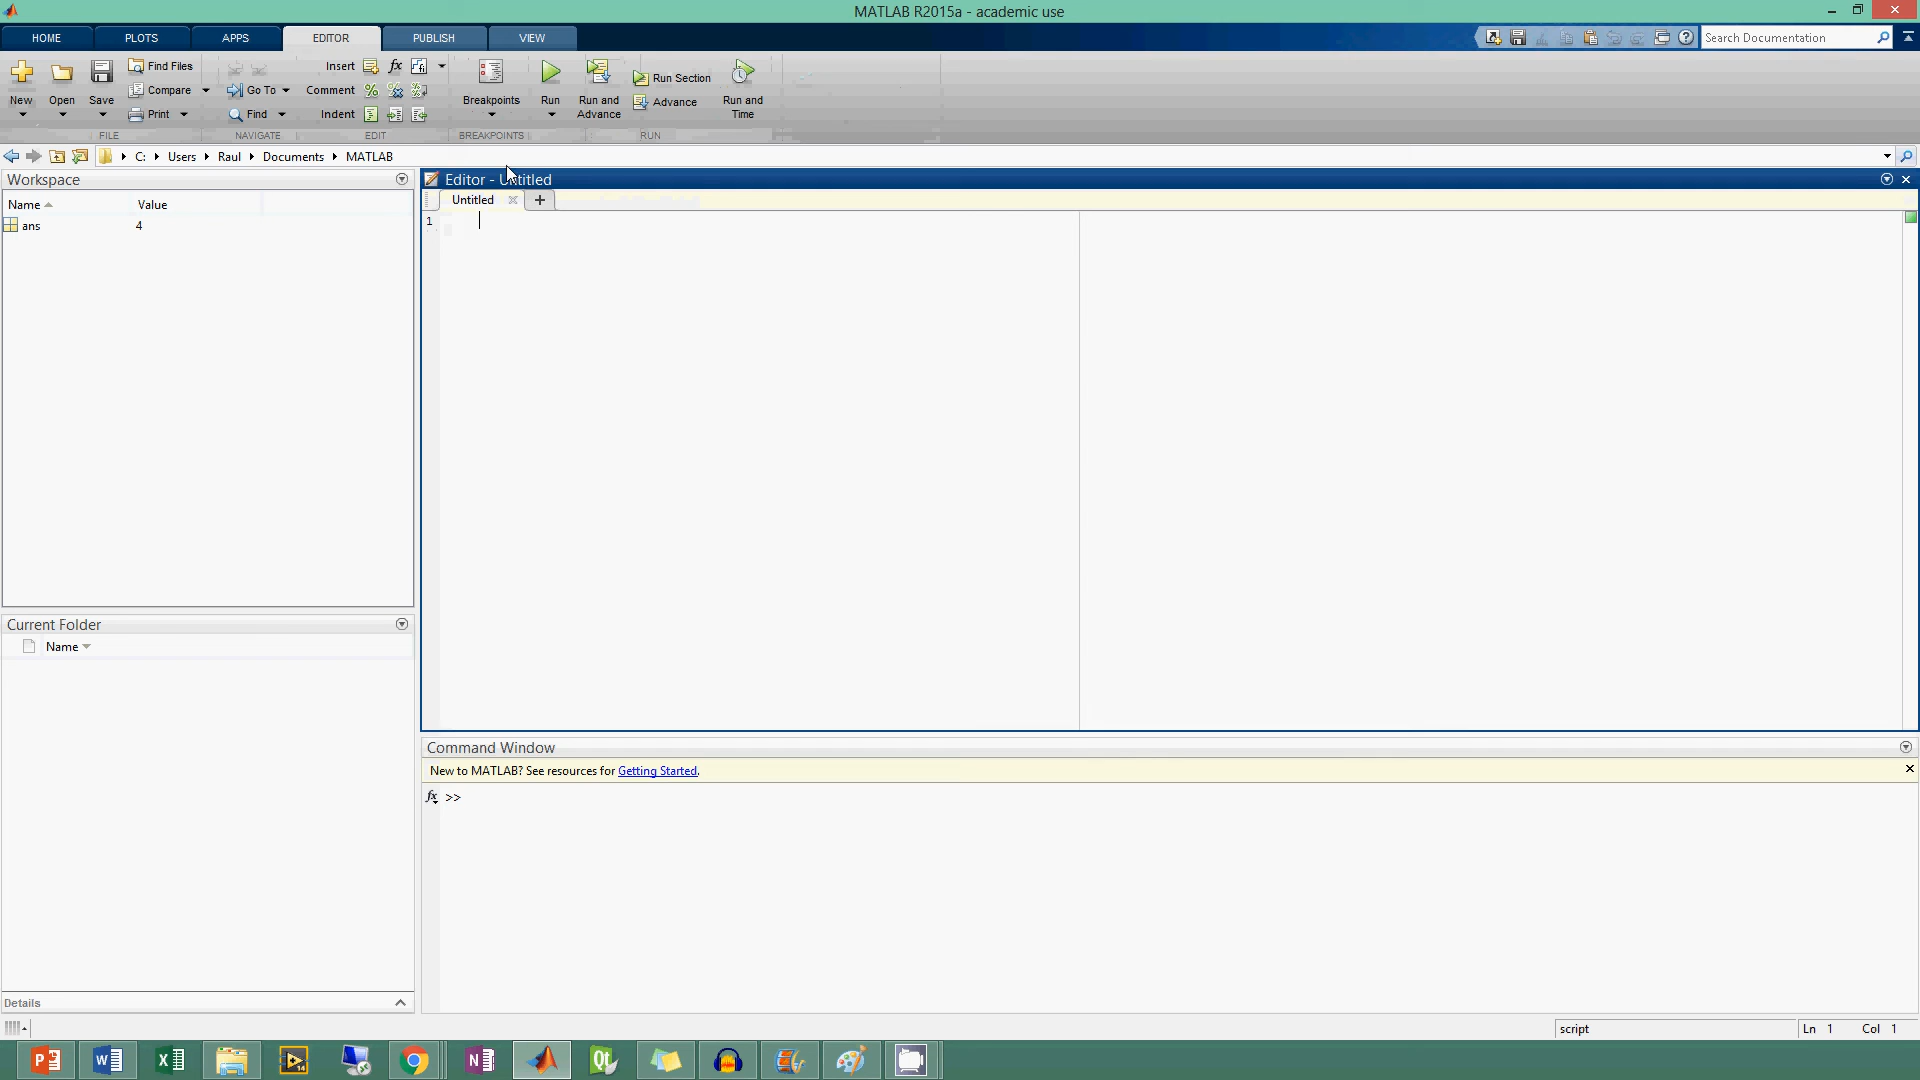 MATLAB R2015a - academic use
HOME PLOTS APPS EDITOR PUBLISH VIEW
Search Documentation
New Open Save Find Files Compare Print
Go To Find
Insert fx Comment Indent
Breakpoints Run Run and Advance Run Section Advance Run and Time
FILE NAVIGATE EDIT BREAKPOINTS RUN
C: Users Raul Documents MATLAB
Workspace
Name Value
ans 4
Editor - Untitled
Untitled +
1
Current Folder
Name
Details
Command Window
New to MATLAB? See resources for Getting Started.
fx >>
script Ln 1 Col 1